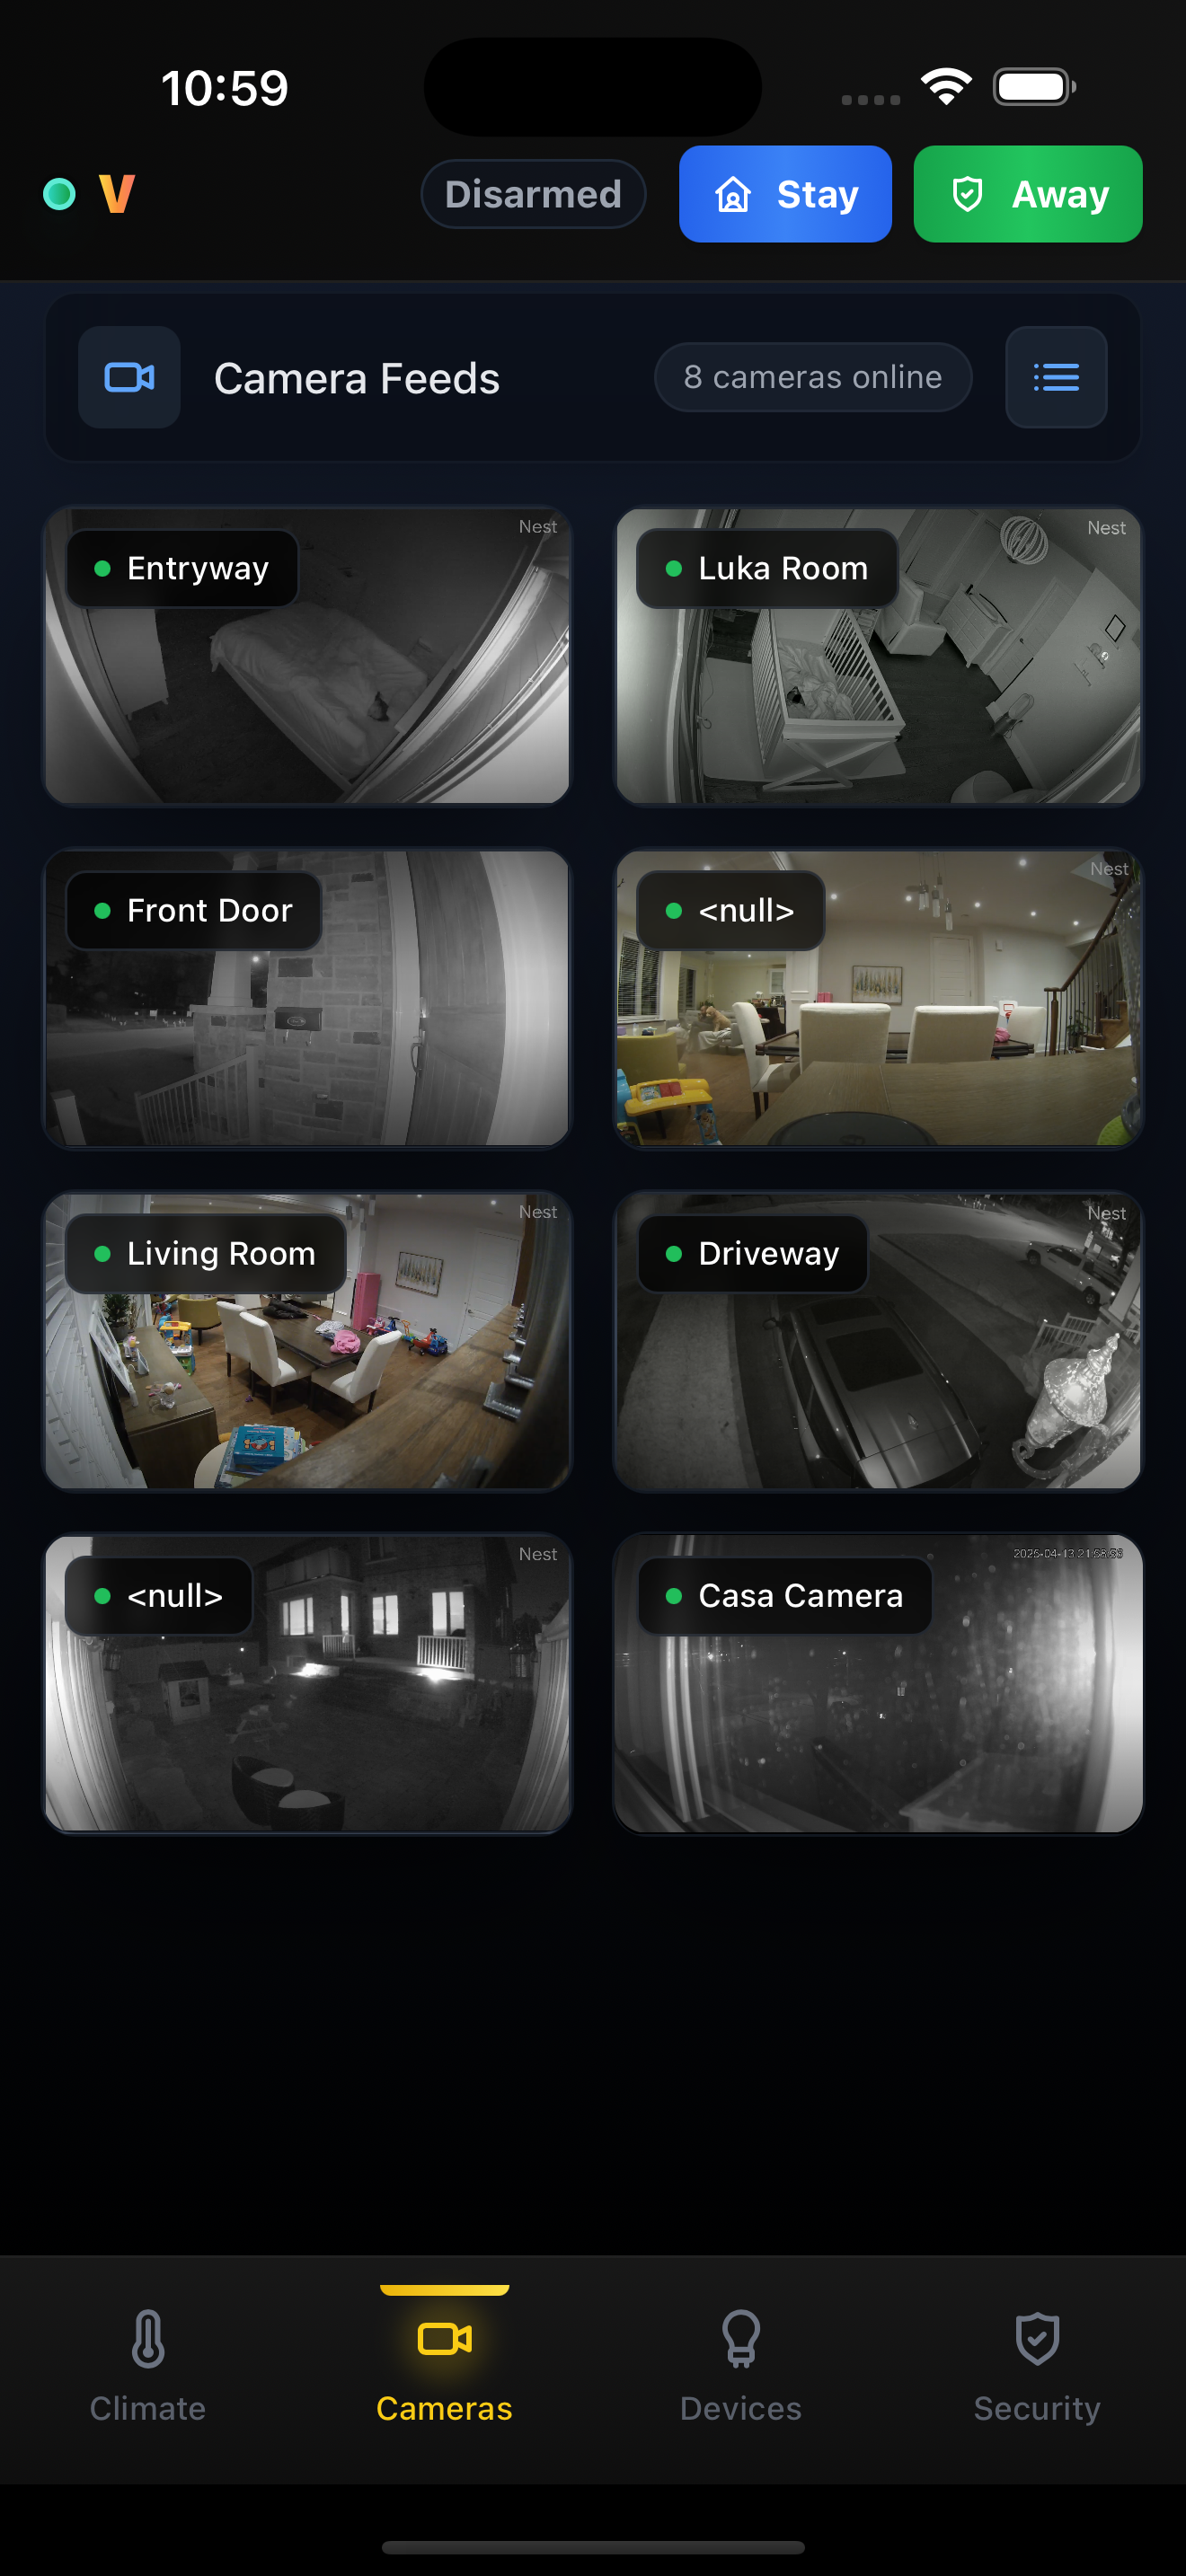 10:59
V
Disarmed
Stay
Away
Camera Feeds
8 cameras online
Entryway
Nest
Luka Room
Nest
Front Door
<null>
Nest
Living Room
Nest
Driveway
Nest
<null>
Nest
Casa Camera
2025-04-13 21:58:58
Climate
Cameras
Devices
Security